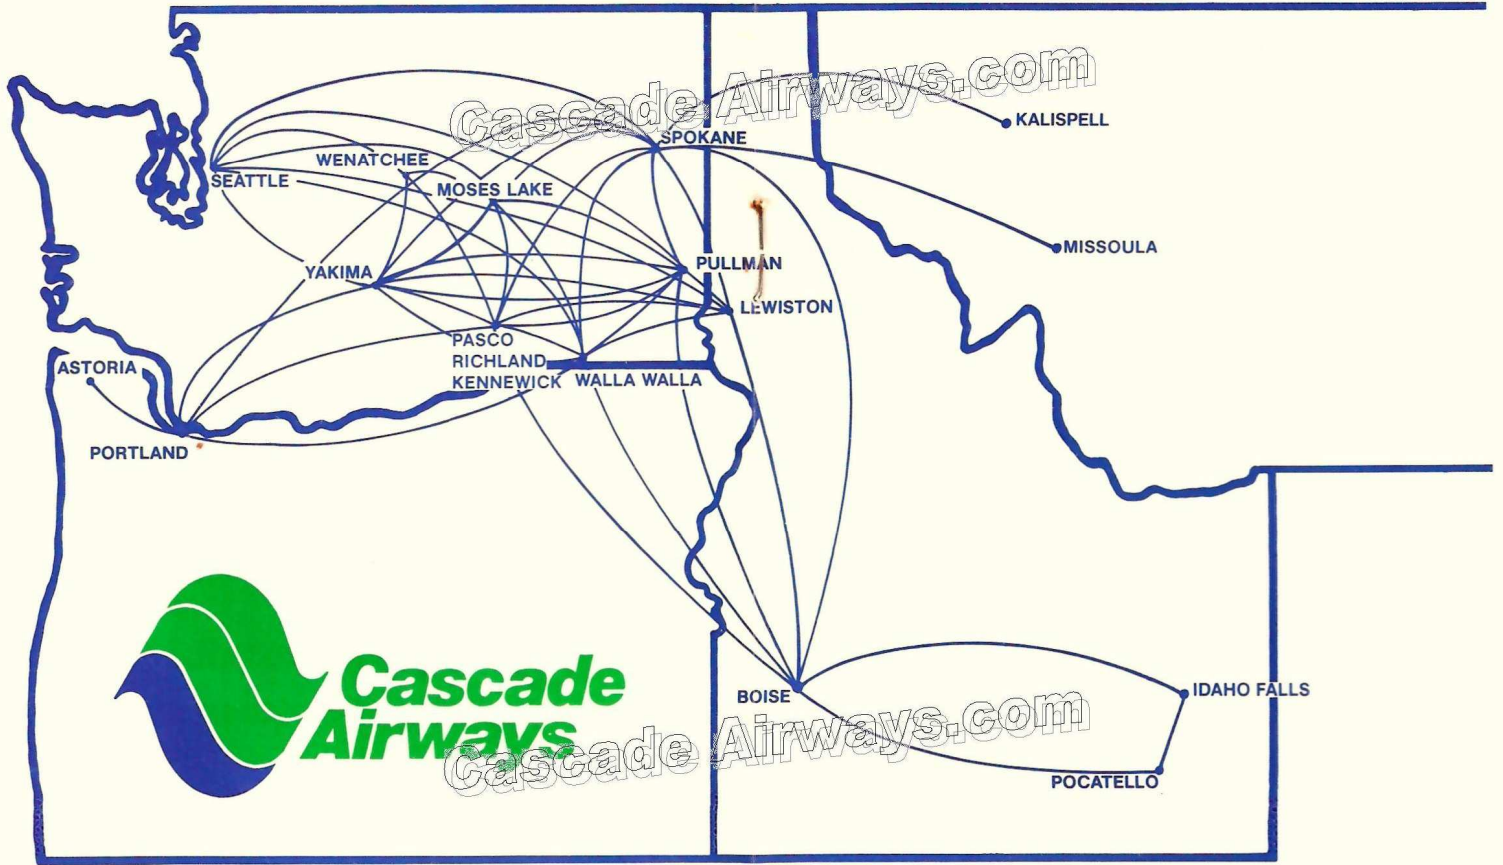 Cascade Airways.com
KALISPELL
SPOKANE
WENATCHEE
SEATTLE
MOSES LAKE
MISSOULA
PULLMAN
YAKIMA
LEWISTON
PASCO
RICHLAND
KENNEWICK
WALLA WALLA
ASTORIA
PORTLAND
Cascade
Airways
BOISE
IDAHO FALLS
Cascade Airways.com
POCATELLO